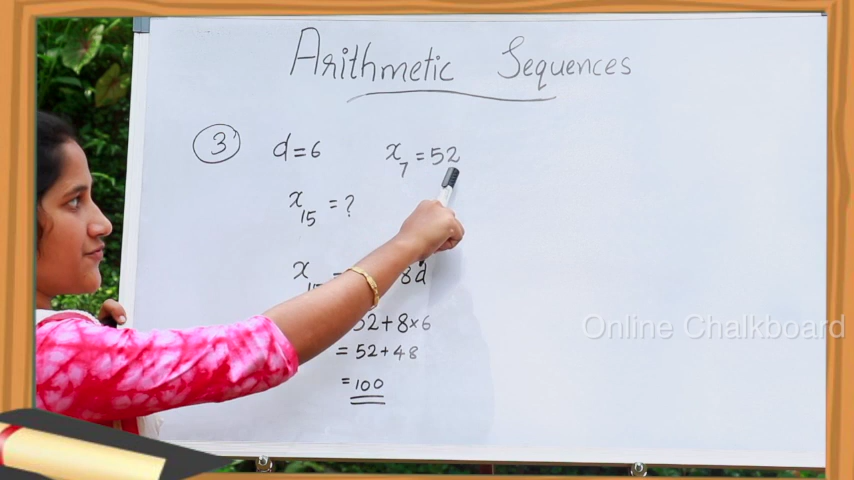 Arithmetic Sequences
3 d = 6 x7 = 52
x15 = ?
x 8d
52 + 8 × 6
= 52 + 48
= 100
Online Chalkboard